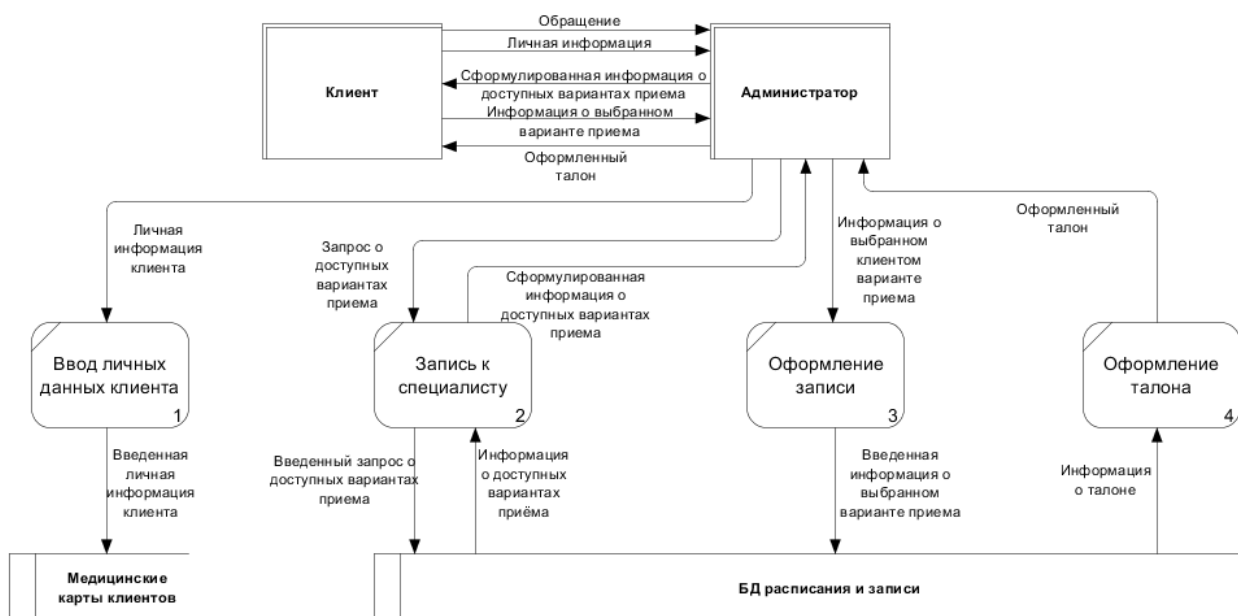 Обращение
Личная информация
Клиент
Сформулированная информация о
доступных вариантах приема
Информация о выбранном
варианте приема
Оформленный
талон
Администратор
Личная
информация
клиента
Запрос о
доступных
вариантах
приема
Сформулированная
информация о
доступных вариантах
приема
Информация о
выбранном
клиентом
варианте
приема
Оформленный
талон
Ввод личных
данных клиента
1
Запись к
специалисту
2
Оформление
записи
3
Оформление
талона
4
Введенная
личная
информация
клиента
Введенный запрос о
доступных вариантах
приема
Информация
о доступных
вариантах
приёма
Введенная
информация о
выбранном
варианте приема
Информация
о талоне
Медицинские
карты клиентов
БД расписания и записи